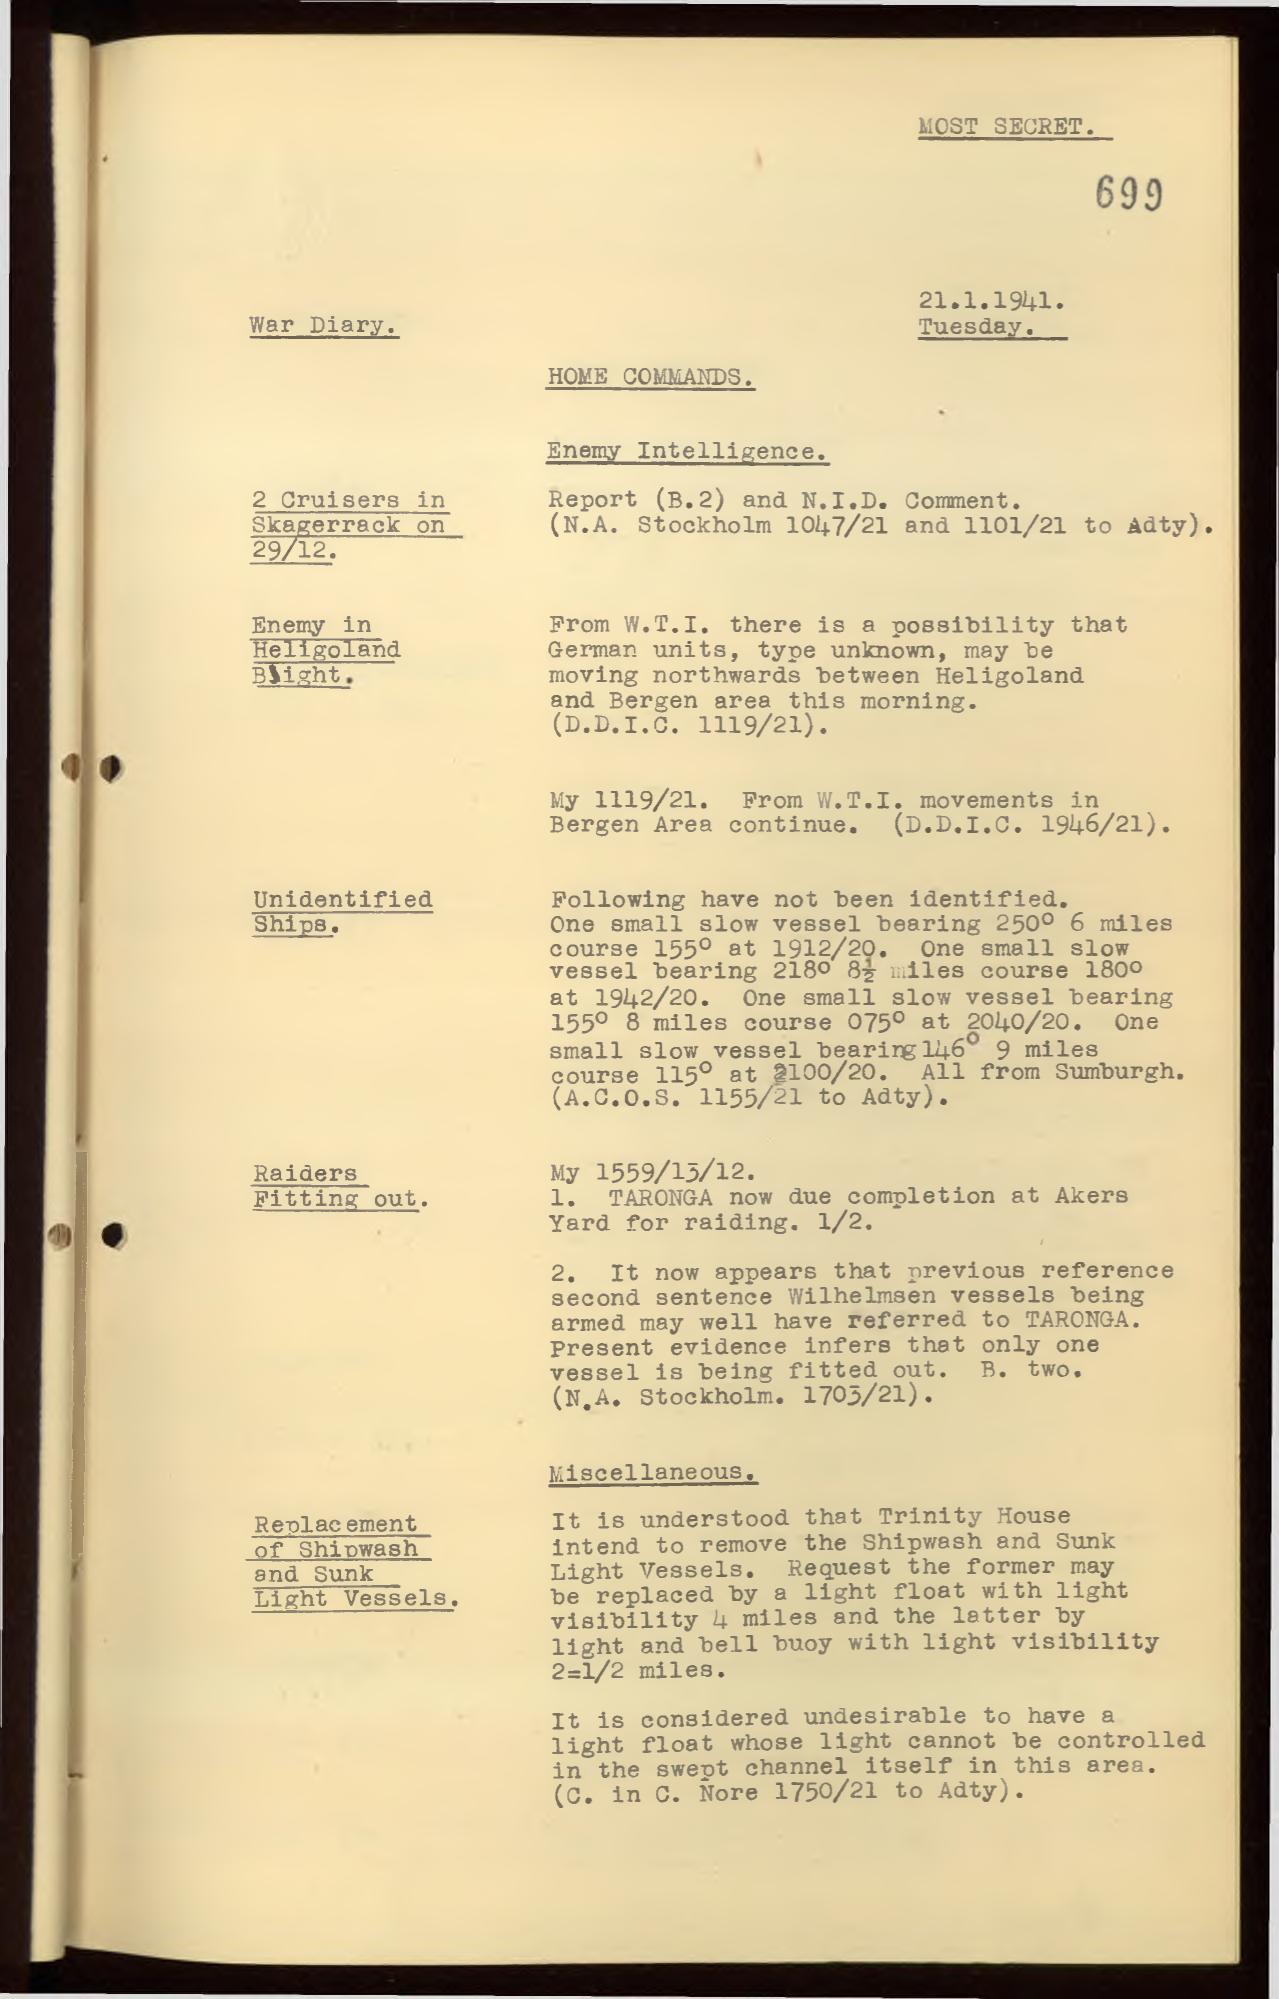 MOST SECRET.
699
21.1.1941.
War Diary.
Tuesday.
HOME COMMANDS.
Enemy Intelligence.
2 Cruisers in
Skagerrack on
29/12.
Report (B.2) and N.I.D. Comment.
(N.A. Stockholm 1047/21 and 1101/21 to Adty).
Enemy in
Heligoland
Bight.
From W.T.I. there is a possibility that
German units, type unknown, may be
moving northwards between Heligoland
and Bergen area this morning.
(D.D.I.C. 1119/21).
My 1119/21. From W.T.I. movements in
Bergen Area continue. (D.D.I.C. 1946/21).
Unidentified
Ships.
Following have not been identified.
One small slow vessel bearing 250° 6 miles
course 155° at 1912/20. One small slow
vessel bearing 218° 8½ miles course 180°
at 1942/20. One small slow vessel bearing
155° 8 miles course 075° at 2040/20. One
small slow vessel bearing 146° 9 miles
course 115° at 2100/20. All from Sumburgh.
(A.C.O.S. 1155/21 to Adty).
Raiders
Fitting out.
My 1559/13/12.
1. TARONGA now due completion at Akers
Yard for raiding. 1/2.
2. It now appears that previous reference
second sentence Wilhelmsen vessels being
armed may well have referred to TARONGA.
Present evidence infers that only one
vessel is being fitted out. B. two.
(N.A. Stockholm. 1703/21).
Miscellaneous.
Replacement
of Shipwash
and Sunk
Light Vessels.
It is understood that Trinity House
intend to remove the Shipwash and Sunk
Light Vessels. Request the former may
be replaced by a light float with light
visibility 4 miles and the latter by
light and bell buoy with light visibility
2=1/2 miles.
It is considered undesirable to have a
light float whose light cannot be controlled
in the swept channel itself in this area.
(C. in C. Nore 1750/21 to Adty).